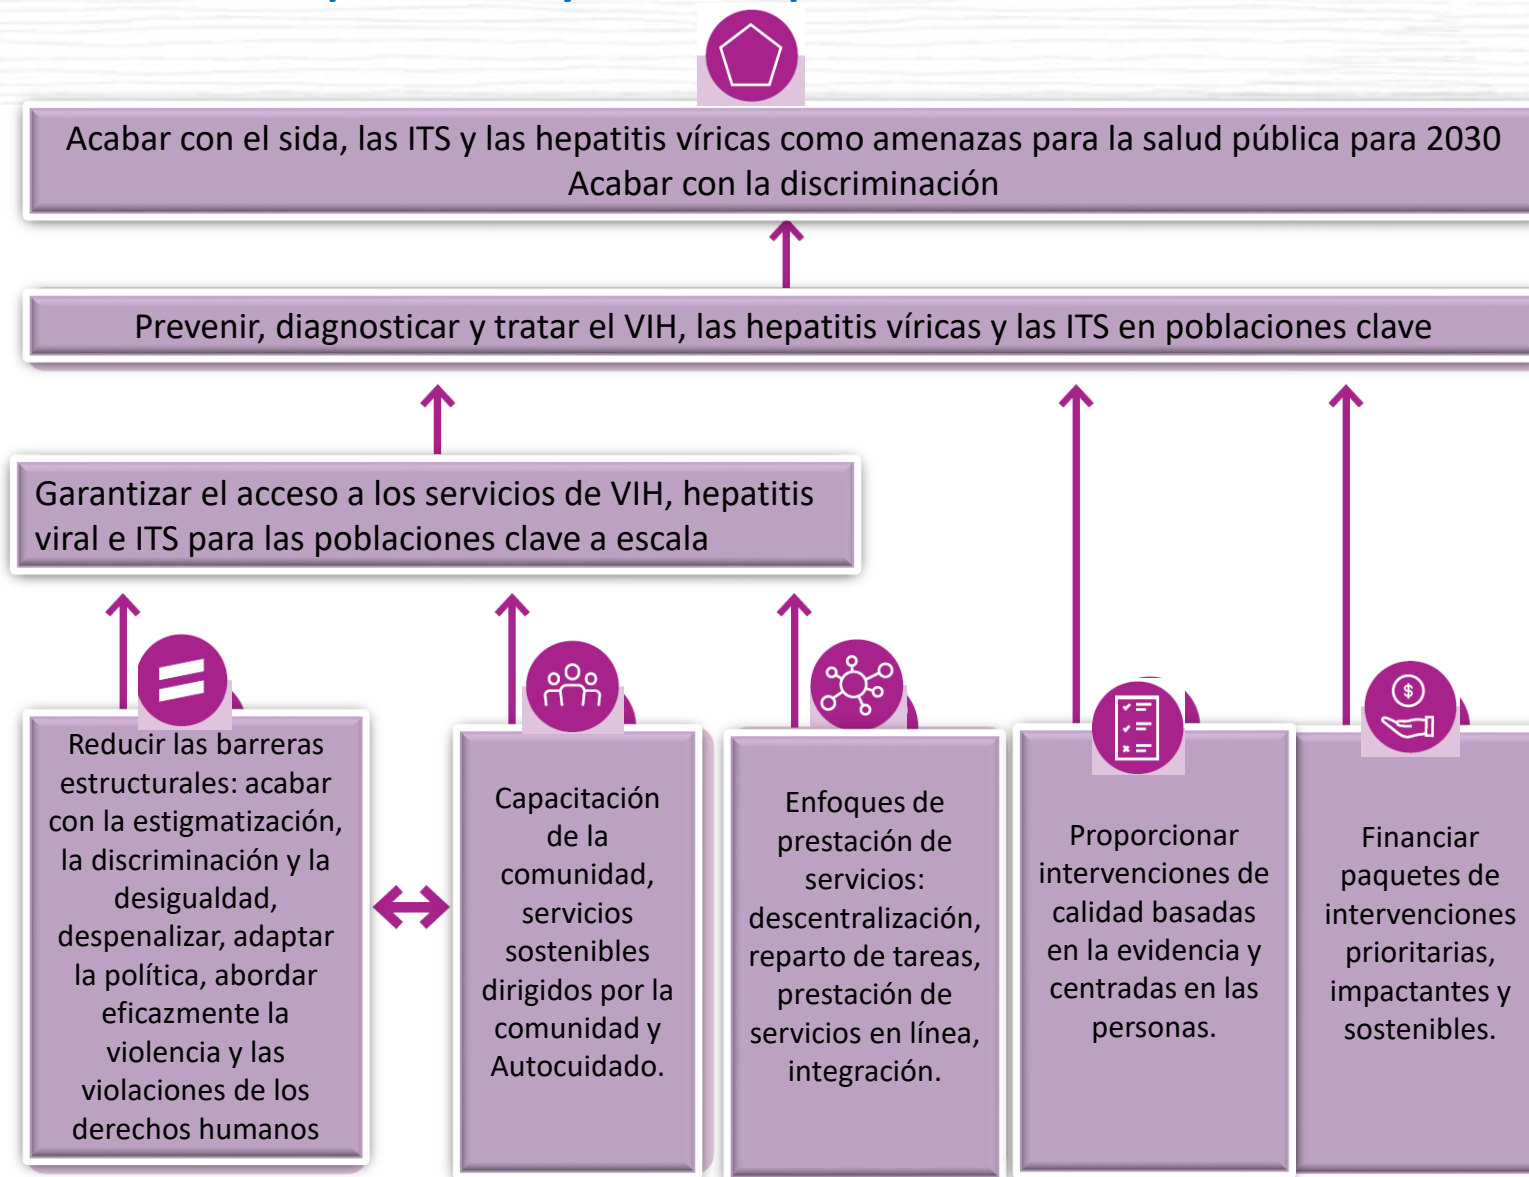 Acabar con el sida, las ITS y las hepatitis víricas como amenazas para la salud pública para 2030
Acabar con la discriminación
Prevenir, diagnosticar y tratar el VIH, las hepatitis víricas y las ITS en poblaciones clave
Garantizar el acceso a los servicios de VIH, hepatitis
viral e ITS para las poblaciones clave a escala
Reducir las barreras
estructurales: acabar
con la estigmatización,
la discriminación y la
desigualdad,
despenalizar, adaptar
la política, abordar
eficazmente la
violencia y las
violaciones de los
derechos humanos
Capacitación
de la
comunidad,
servicios
sostenibles
dirigidos por la
comunidad y
Autocuidado.
Enfoques de
prestación de
servicios:
descentralización,
reparto de tareas,
prestación de
servicios en línea,
integración.
Proporcionar
intervenciones de
calidad basadas
en la evidencia y
centradas en las
personas.
$
Financiar
paquetes de
intervenciones
prioritarias,
impactantes y
sostenibles.